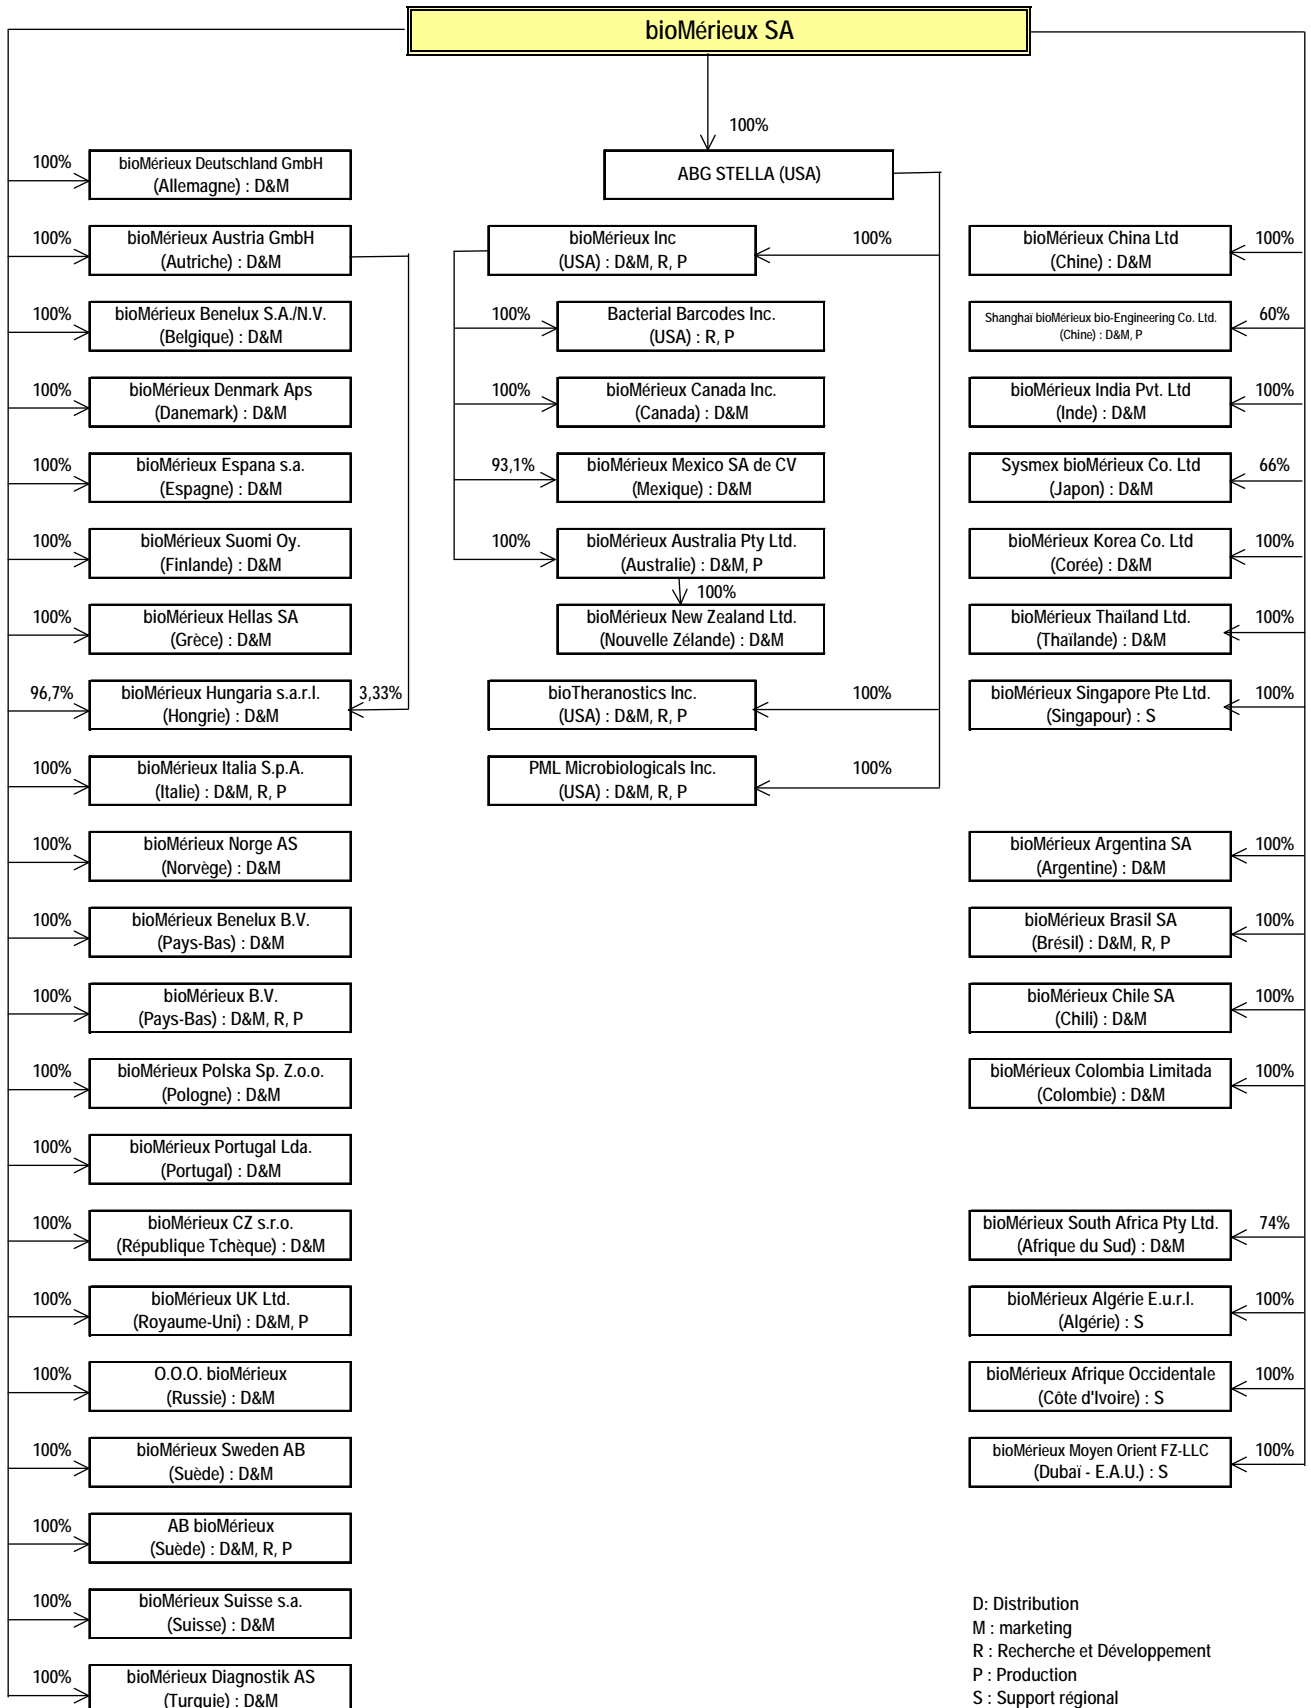 bioMérieux SA
100%
ABG STELLA (USA)
100%
bioMérieux Deutschland GmbH
(Allemagne) : D&M
100%
bioMérieux Austria GmbH
(Autriche) : D&M
100%
bioMérieux Benelux S.A./N.V.
(Belgique) : D&M
100%
bioMérieux Denmark Aps
(Danemark) : D&M
100%
bioMérieux Espana s.a.
(Espagne) : D&M
100%
bioMérieux Suomi Oy.
(Finlande) : D&M
100%
bioMérieux Hellas SA
(Grèce) : D&M
96,7%
bioMérieux Hungaria s.a.r.l.
(Hongrie) : D&M
3,33%
100%
bioMérieux Italia S.p.A.
(Italie) : D&M, R, P
100%
bioMérieux Norge AS
(Norvège) : D&M
100%
bioMérieux Benelux B.V.
(Pays-Bas) : D&M
100%
bioMérieux B.V.
(Pays-Bas) : D&M, R, P
100%
bioMérieux Polska Sp. Z.o.o.
(Pologne) : D&M
100%
bioMérieux Portugal Lda.
(Portugal) : D&M
100%
bioMérieux CZ s.r.o.
(République Tchèque) : D&M
100%
bioMérieux UK Ltd.
(Royaume-Uni) : D&M, P
100%
O.O.O. bioMérieux
(Russie) : D&M
100%
bioMérieux Sweden AB
(Suède) : D&M
100%
AB bioMérieux
(Suède) : D&M, R, P
100%
bioMérieux Suisse s.a.
(Suisse) : D&M
100%
bioMérieux Diagnostik AS
(Turquie) : D&M
bioMérieux Inc
(USA) : D&M, R, P
100%
100%
Bacterial Barcodes Inc.
(USA) : R, P
100%
bioMérieux Canada Inc.
(Canada) : D&M
93,1%
bioMérieux Mexico SA de CV
(Mexique) : D&M
100%
bioMérieux Australia Pty Ltd.
(Australie) : D&M, P
100%
bioMérieux New Zealand Ltd.
(Nouvelle Zélande) : D&M
bioTheranostics Inc.
(USA) : D&M, R, P
100%
PML Microbiologicals Inc.
(USA) : D&M, R, P
100%
bioMérieux China Ltd
(Chine) : D&M
100%
Shanghaï bioMérieux bio-Engineering Co. Ltd.
(Chine) : D&M, P
60%
bioMérieux India Pvt. Ltd
(Inde) : D&M
100%
Sysmex bioMérieux Co. Ltd
(Japon) : D&M
66%
bioMérieux Korea Co. Ltd
(Corée) : D&M
100%
bioMérieux Thaïland Ltd.
(Thaïlande) : D&M
100%
bioMérieux Singapore Pte Ltd.
(Singapour) : S
100%
bioMérieux Argentina SA
(Argentine) : D&M
100%
bioMérieux Brasil SA
(Brésil) : D&M, R, P
100%
bioMérieux Chile SA
(Chili) : D&M
100%
bioMérieux Colombia Limitada
(Colombie) : D&M
100%
bioMérieux South Africa Pty Ltd.
(Afrique du Sud) : D&M
74%
bioMérieux Algérie E.u.r.l.
(Algérie) : S
100%
bioMérieux Afrique Occidentale
(Côte d'Ivoire) : S
100%
bioMérieux Moyen Orient FZ-LLC
(Dubaï - E.A.U.) : S
100%
D: Distribution
M : marketing
R : Recherche et Développement
P : Production
S : Support régional